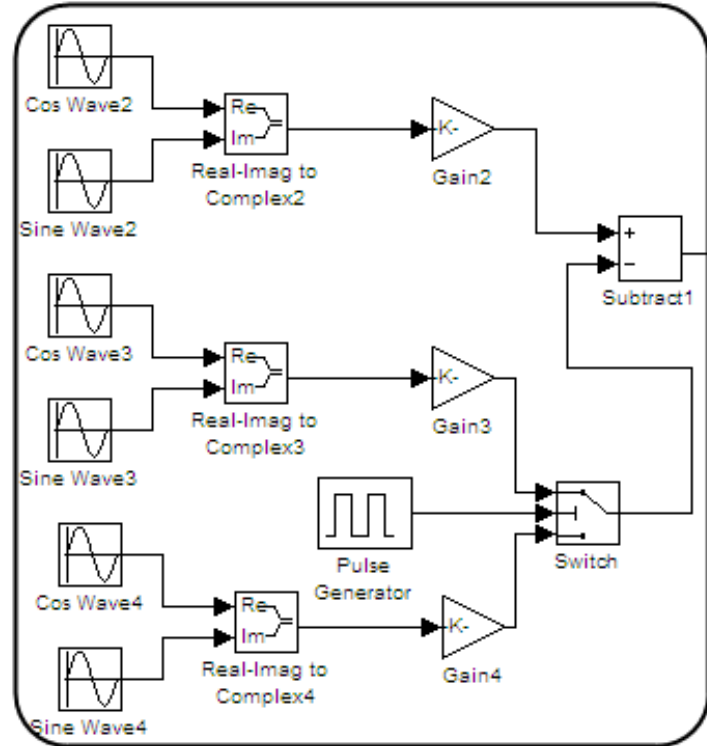 Cos Wave2
Sine Wave2
Re
Im
Real-Imag to
Complex2
K-
Gain2
+
−
Subtract1
Cos Wave3
Sine Wave3
Re
Im
Real-Imag to
Complex3
K-
Gain3
Pulse
Generator
Switch
Cos Wave4
Sine Wave4
Re
Im
Real-Imag to
Complex4
K-
Gain4